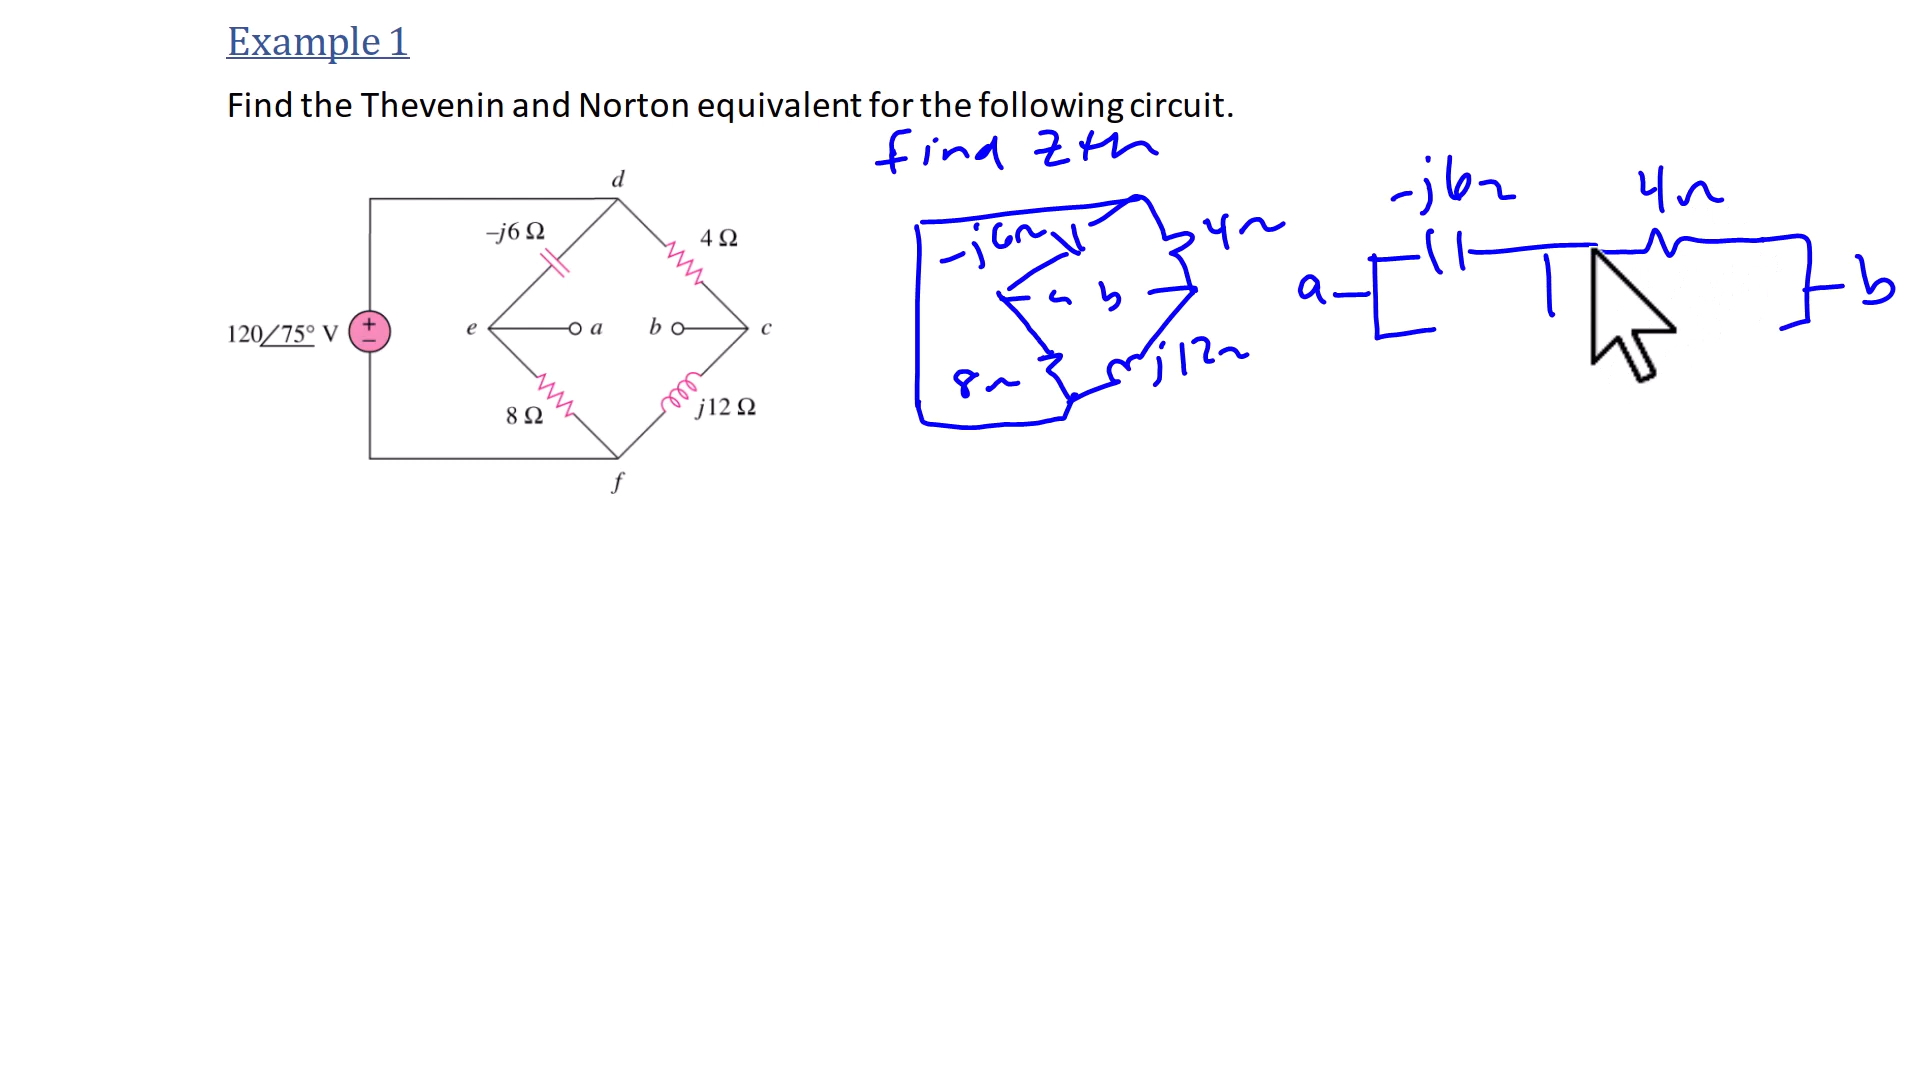 Example 1
Find the Thevenin and Norton equivalent for the following circuit.
find Zth
d
-j6 Ω
4 Ω
120∠75° V
+
−
e
a
b
c
8 Ω
j12 Ω
f
-j6Ω
4Ω
a
b
8Ω
j12Ω
-j6Ω
4Ω
a
b